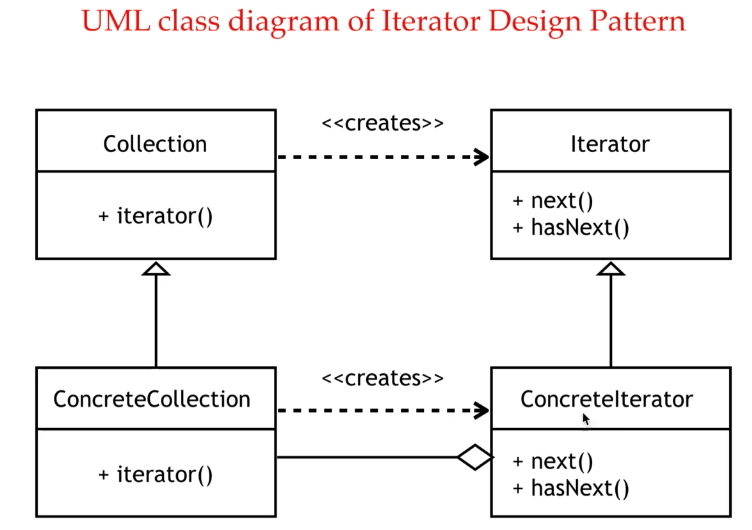 UML class diagram of Iterator Design Pattern
Collection
+ iterator()
<<creates>>
Iterator
+ next()
+ hasNext()
ConcreteCollection
+ iterator()
<<creates>>
ConcreteIterator
+ next()
+ hasNext()